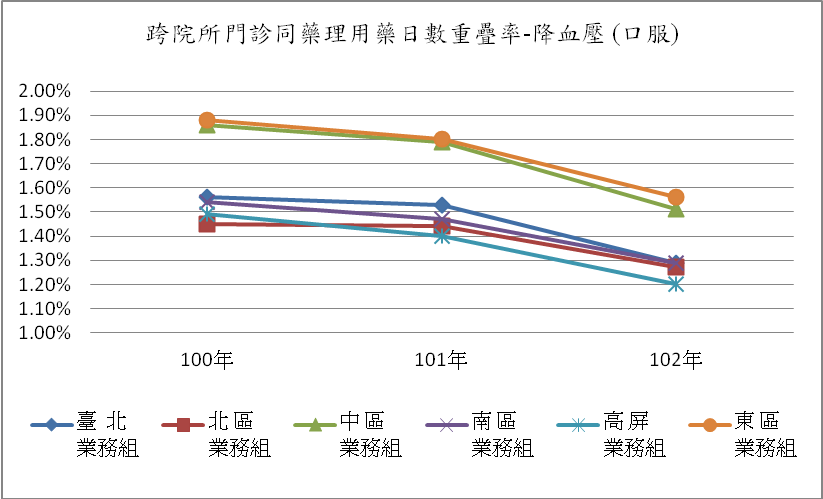 跨院所門診同藥理用藥日數重疊率-降血壓 (口服)
2.00%
1.90%
1.80%
1.70%
1.60%
1.50%
1.40%
1.30%
1.20%
1.10%
1.00%
100年 101年 102年
臺北 北區 中區 南區 高屏 東區
業務組 業務組 業務組 業務組 業務組 業務組